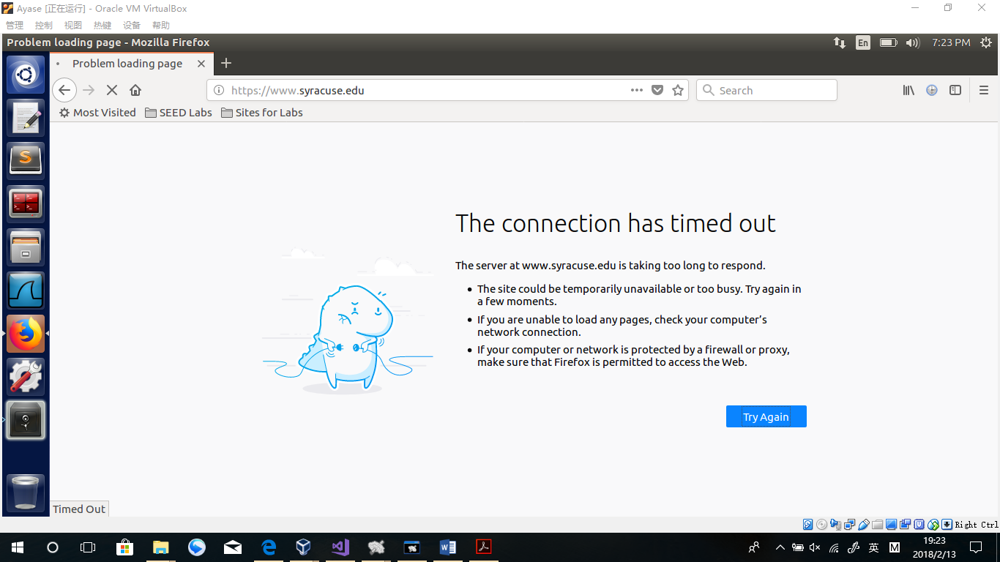 Ayase [正在运行] - Oracle VM VirtualBox
管理 控制 视图 热键 设备 帮助
Problem loading page - Mozilla Firefox En 7:23 PM
Problem loading page
https://www.syracuse.edu Search
Most Visited SEED Labs Sites for Labs
The connection has timed out
The server at www.syracuse.edu is taking too long to respond.
The site could be temporarily unavailable or too busy. Try again in
a few moments.
If you are unable to load any pages, check your computer’s
network connection.
If your computer or network is protected by a firewall or proxy,
make sure that Firefox is permitted to access the Web.
Try Again
Timed Out
Right Ctrl
英 M 19:23
2018/2/13